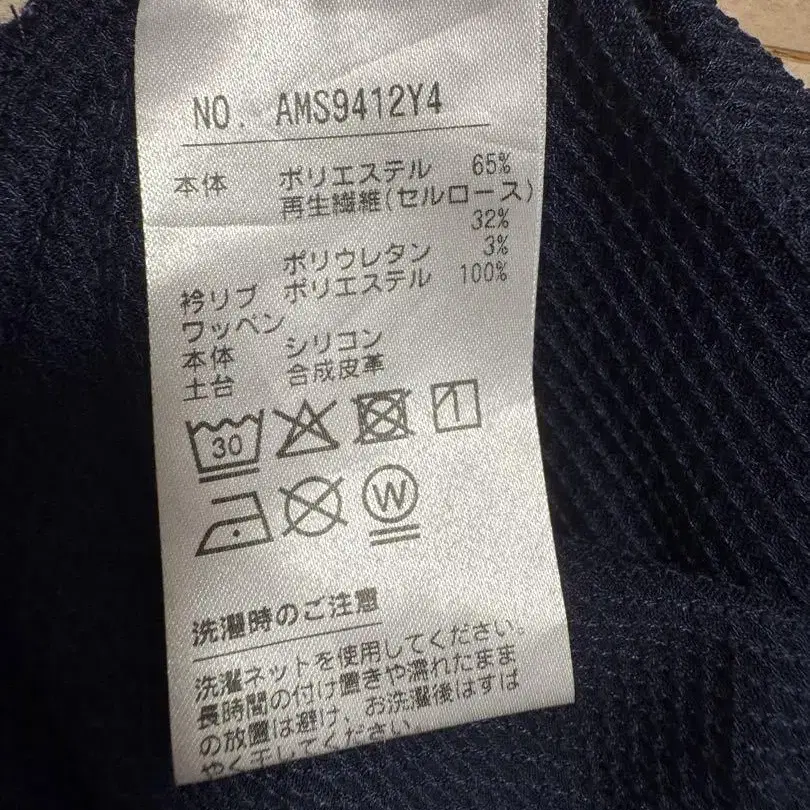 NO. AMS9412Y4
本体 ポリエステル 65%
再生繊維(セルロース)
32%
ポリウレタン 3%
衿リブ ポリエステル 100%
ワッペン
本体 シリコン
土台 合成皮革
30
W
洗濯時のご注意
洗濯ネットを使用してください。
長時間の付け置きや濡れたまま
の放置は避け、お洗濯後はすば
やく干してください